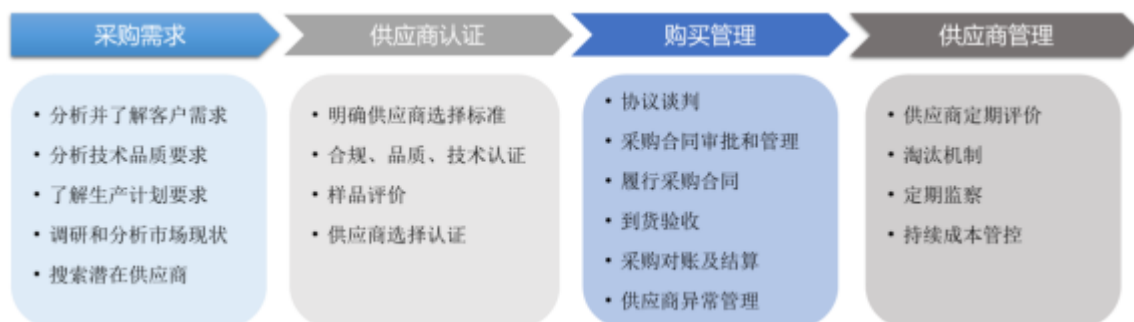 采购需求
供应商认证
购买管理
供应商管理
• 分析并了解客户需求
• 分析技术品质要求
• 了解生产计划要求
• 调研和分析市场现状
• 搜索潜在供应商
• 明确供应商选择标准
• 合规、品质、技术认证
• 样品评价
• 供应商选择认证
• 协议谈判
• 采购合同审批和管理
• 履行采购合同
• 到货验收
• 采购对账及结算
• 供应商异常管理
• 供应商定期评价
• 淘汰机制
• 定期监察
• 持续成本管控